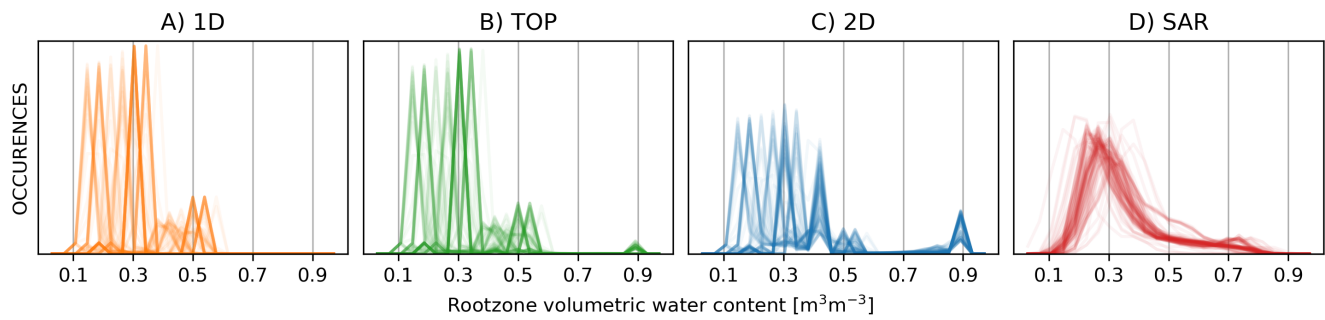 A) 1D
B) TOP
C) 2D
D) SAR
OCCURENCES
0.1 0.3 0.5 0.7 0.9
0.1 0.3 0.5 0.7 0.9
0.1 0.3 0.5 0.7 0.9
0.1 0.3 0.5 0.7 0.9
Rootzone volumetric water content [m³m⁻³]